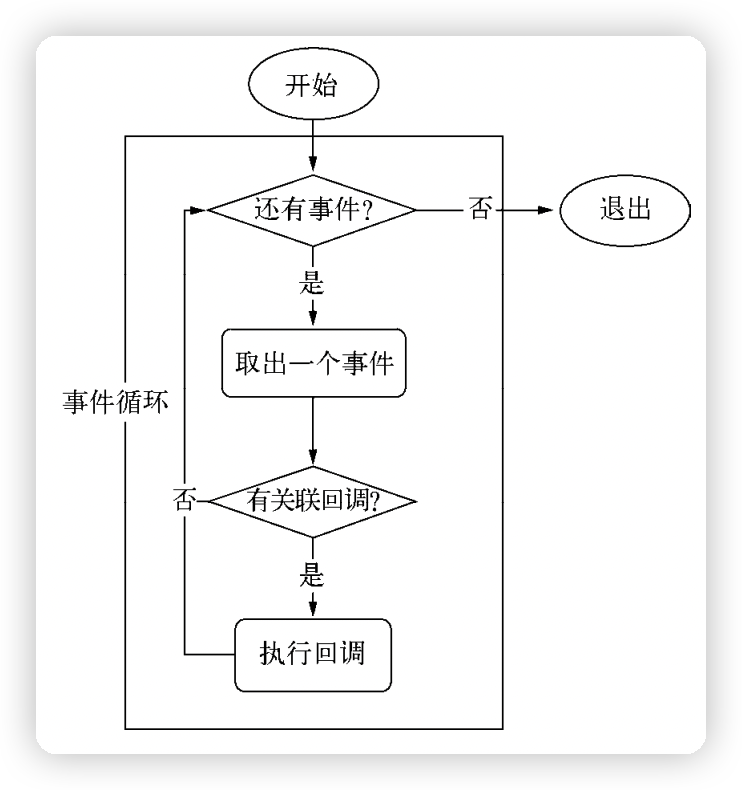 开始
还有事件?
否
退出
是
取出一个事件
事件循环
有关联回调?
否
是
执行回调